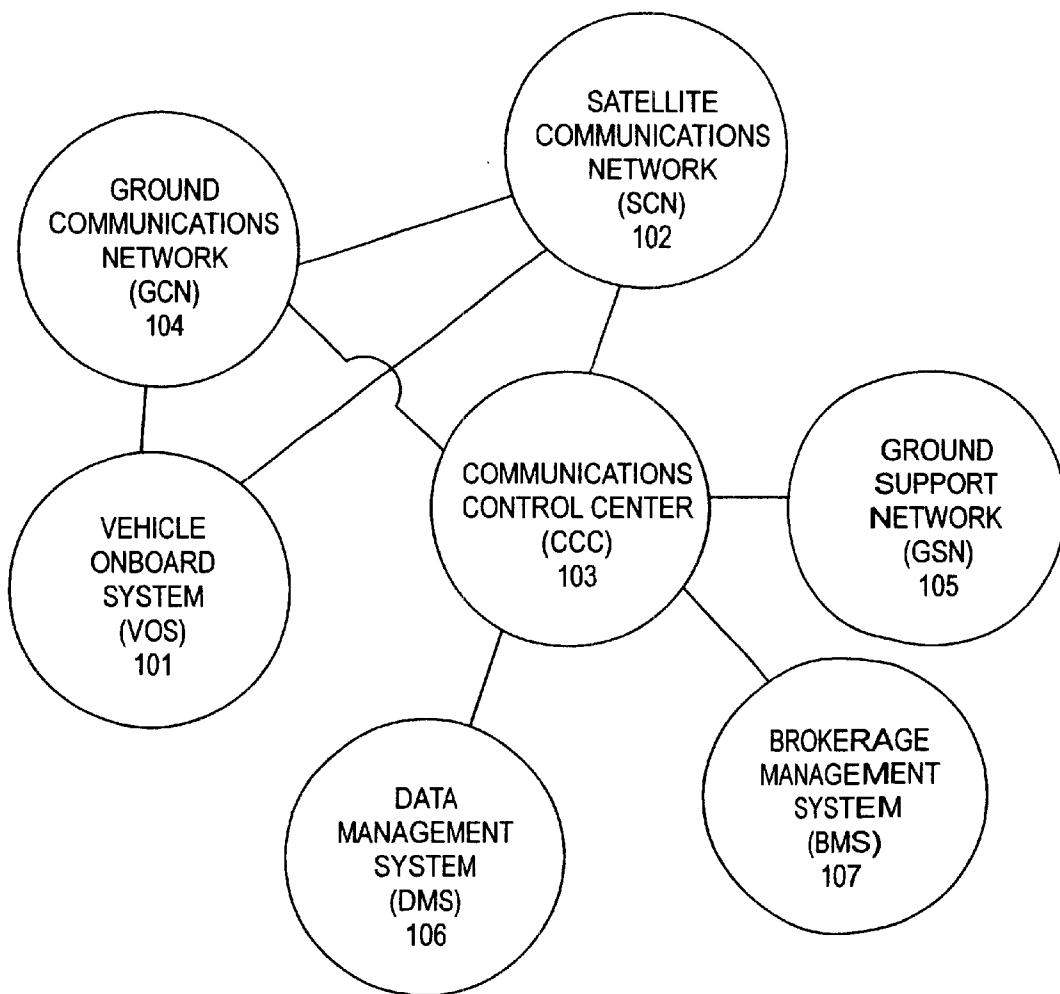 SATELLITE
COMMUNICATIONS
NETWORK
(SCN)
102
GROUND
COMMUNICATIONS
NETWORK
(GCN)
104
COMMUNICATIONS
CONTROL CENTER
(CCC)
103
GROUND
SUPPORT
NETWORK
(GSN)
105
VEHICLE
ONBOARD
SYSTEM
(VOS)
101
BROKERAGE
MANAGEMENT
SYSTEM
(BMS)
107
DATA
MANAGEMENT
SYSTEM
(DMS)
106